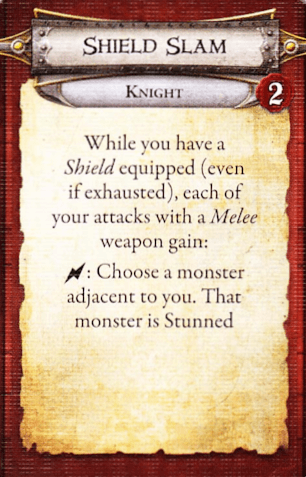 Shield Slam
Knight
2
While you have a
Shield equipped (even
if exhausted), each of
your attacks with a Melee
weapon gain:
: Choose a monster
adjacent to you. That
monster is Stunned